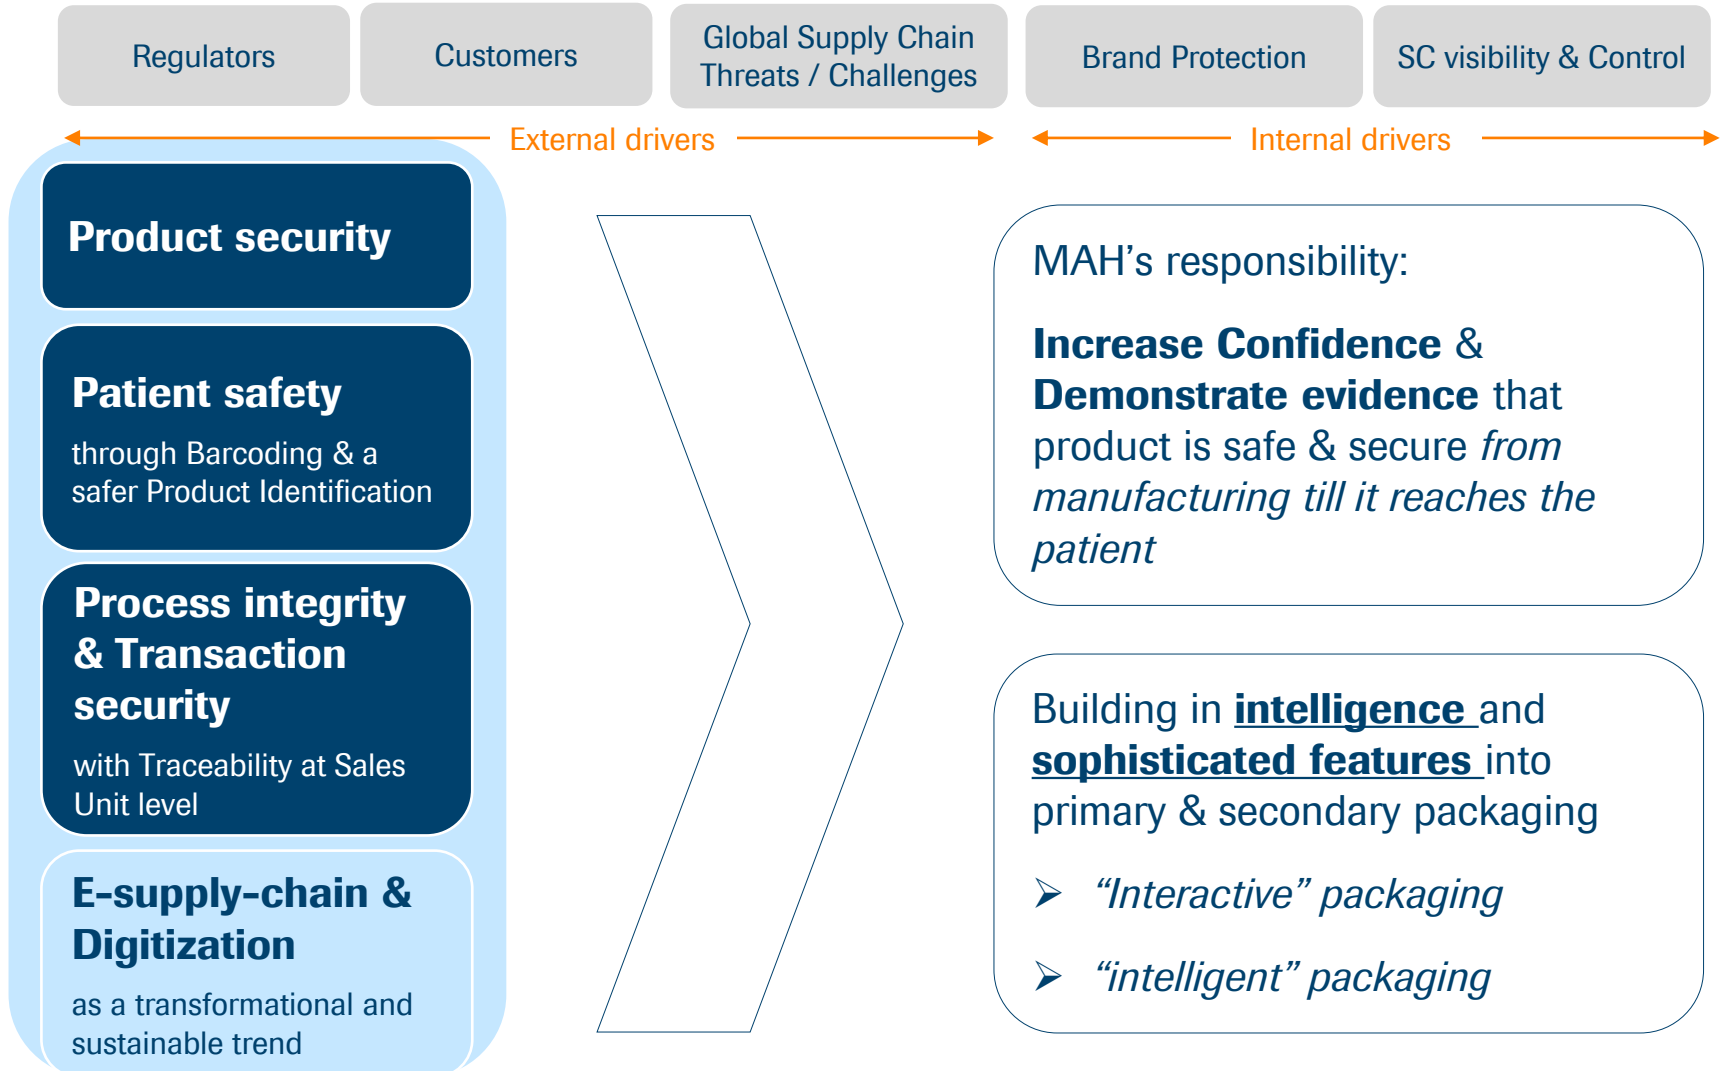 Regulators
Customers
Global Supply Chain
Threats / Challenges
Brand Protection
SC visibility & Control
External drivers
Internal drivers
Product security
Patient safety
through Barcoding & a
safer Product Identification
Process integrity
& Transaction
security
with Traceability at Sales
Unit level
E-supply-chain &
Digitization
as a transformational and
sustainable trend
MAH’s responsibility:
Increase Confidence &
Demonstrate evidence that
product is safe & secure from
manufacturing till it reaches the
patient
Building in intelligence and
sophisticated features into
primary & secondary packaging
➢ “Interactive” packaging
➢ “intelligent” packaging